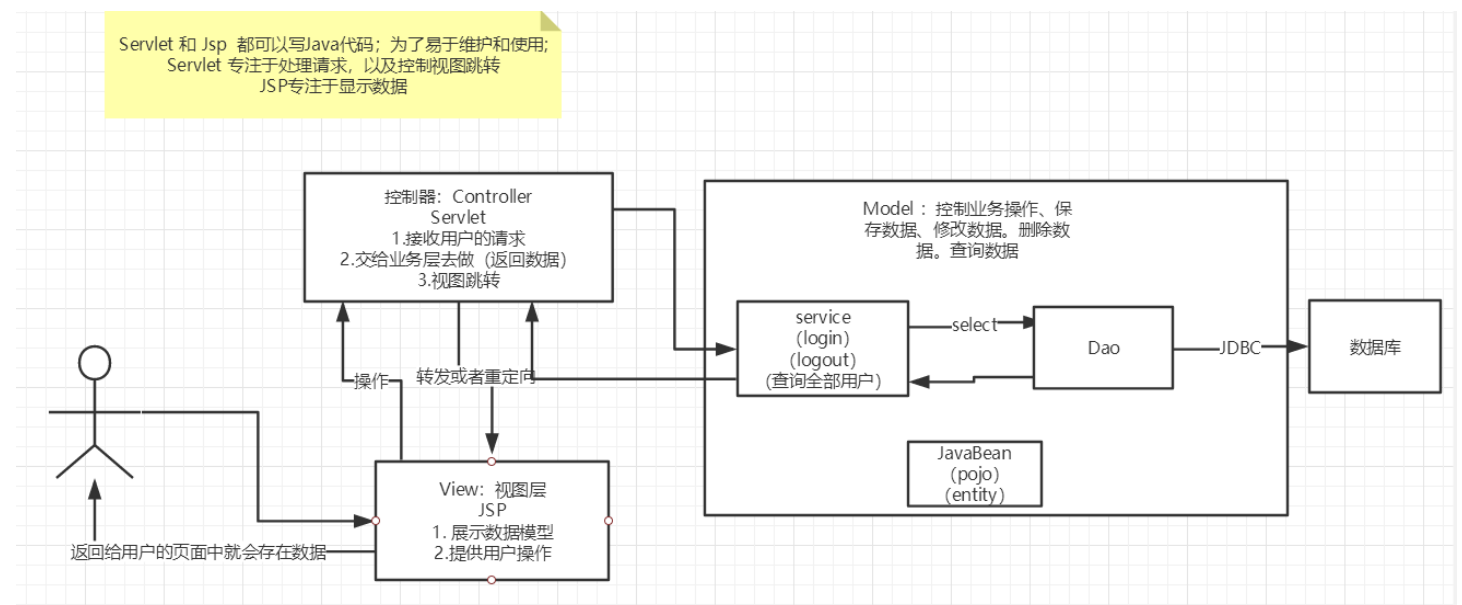 Servlet 和 Jsp 都可以写Java代码；为了易于维护和使用;
Servlet 专注于处理请求，以及控制视图跳转
JSP专注于显示数据
控制器：Controller
Servlet
1.接收用户的请求
2.交给业务层去做（返回数据）
3.视图跳转
Model ：控制业务操作、保
存数据、修改数据。删除数
据。查询数据
service
（login）
（logout）
（查询全部用户）
select
Dao
JDBC
数据库
操作
转发或者重定向
JavaBean
（pojo）
（entity）
View：视图层
JSP
1. 展示数据模型
2.提供用户操作
返回给用户的页面中就会存在数据